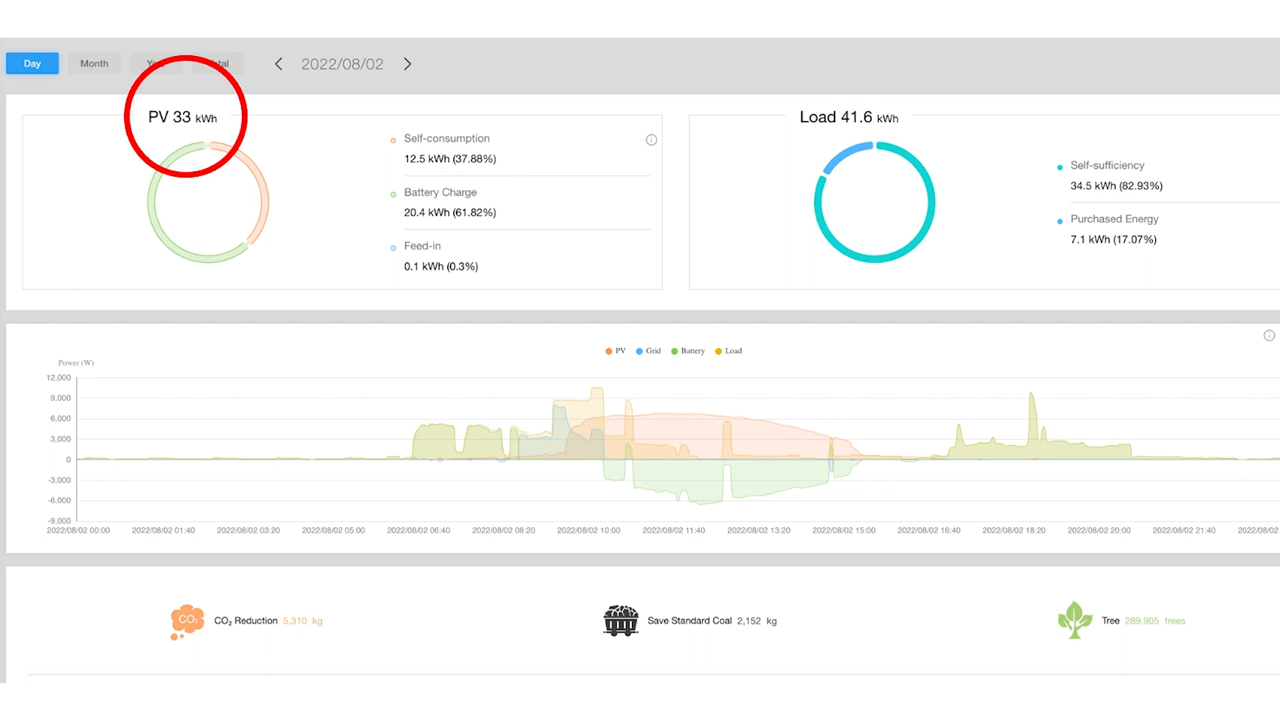 Day Month Total 2022/08/02
PV 33 kWh
Self-consumption
12.5 kWh (37.88%)
Battery Charge
20.4 kWh (61.82%)
Feed-in
0.1 kWh (0.3%)
Load 41.6 kWh
Self-sufficiency
34.5 kWh (82.93%)
Purchased Energy
7.1 kWh (17.07%)
PV Grid Battery Load
Power (W)
12,000
9,000
6,000
3,000
0
-3,000
-6,000
-9,000
2022/08/02 00:00 2022/08/02 01:40 2022/08/02 03:20 2022/08/02 05:00 2022/08/02 06:40 2022/08/02 08:20 2022/08/02 10:00 2022/08/02 11:40 2022/08/02 13:20 2022/08/02 15:00 2022/08/02 16:40 2022/08/02 18:20 2022/08/02 20:00 2022/08/02 21:40 2022/08/02
CO₂ CO₂ Reduction 5,310 kg
Save Standard Coal 2,152 kg
Tree 289.905 trees